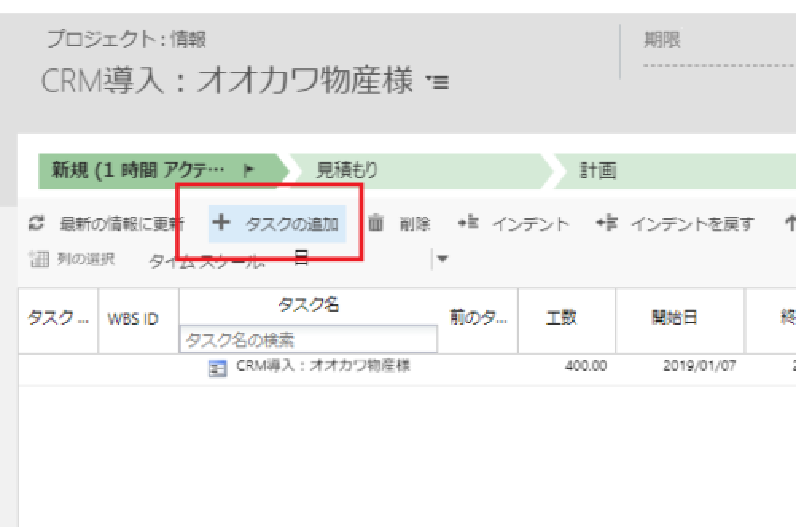 プロジェクト : 情報
期限
CRM導入：オオカワ物産様
新規 (1 時間 アクテ… 見積もり 計画
最新の情報に更新 タスクの追加 削除 インデント インデントを戻す
列の選択 タイム スケール: 日
タスク ... WBS ID タスク名 前のタ... 工数 開始日 終
タスク名の検索
CRM導入：オオカワ物産様 400.00 2019/01/07